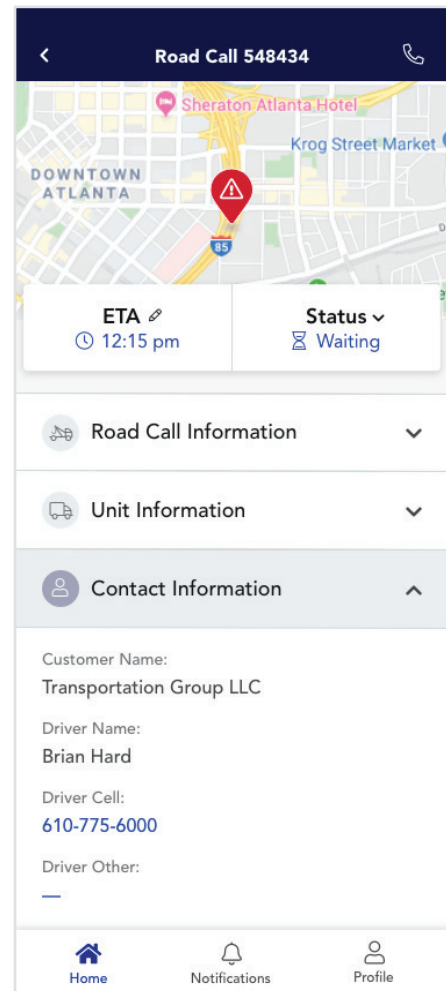 Road Call 548434
Sheraton Atlanta Hotel
Krog Street Market
DOWNTOWN
ATLANTA
85
ETA
Status
12:15 pm
Waiting
Road Call Information
Unit Information
Contact Information
Customer Name:
Transportation Group LLC
Driver Name:
Brian Hard
Driver Cell:
610-775-6000
Driver Other:
—
Home
Notifications
Profile